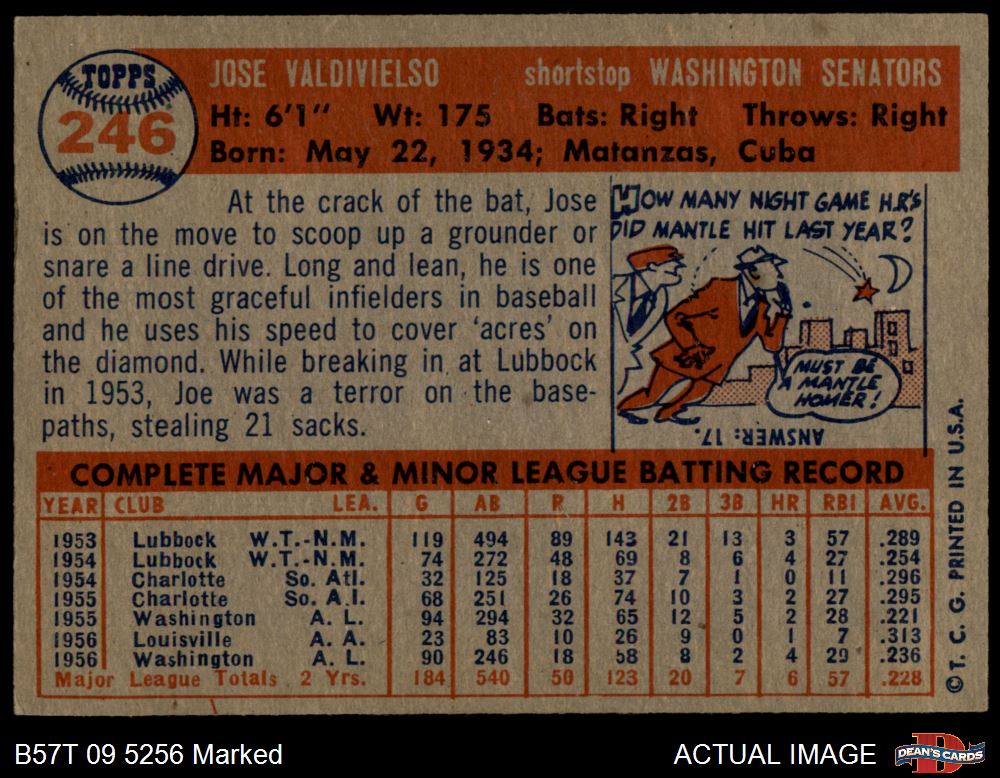 TOPPS
246
JOSE VALDIVIELSO shortstop WASHINGTON SENATORS
Ht: 6'1" Wt: 175 Bats: Right Throws: Right
Born: May 22, 1934; Matanzas, Cuba
At the crack of the bat, Jose
is on the move to scoop up a grounder or
snare a line drive. Long and lean, he is one
of the most graceful infielders in baseball
and he uses his speed to cover 'acres' on
the diamond. While breaking in at Lubbock
in 1953, Joe was a terror on the base-
paths, stealing 21 sacks.
HOW MANY NIGHT GAME H.R'S
DID MANTLE HIT LAST YEAR?
MUST BE
A MANTLE
HOMER!
ANSWER: 17.
COMPLETE MAJOR & MINOR LEAGUE BATTING RECORD
YEAR CLUB LEA. G AB R H 2B 3B HR RBI AVG.
1953 Lubbock W.T.-N.M. 119 494 89 143 21 13 3 57 .289
1954 Lubbock W.T.-N.M. 74 272 48 69 8 6 4 27 .254
1954 Charlotte So. Atl. 32 125 18 37 7 1 0 11 .296
1955 Charlotte So. A.l. 68 251 26 74 10 3 2 27 .295
1955 Washington A. L. 94 294 32 65 12 5 2 28 .221
1956 Louisville A. A. 23 83 10 26 9 0 1 7 .313
1956 Washington A. L. 90 246 18 58 8 2 4 29 .236
Major League Totals 2 Yrs. 184 540 50 123 20 7 6 57 .228
© T. C. G. PRINTED IN U.S.A.
B57T 09 5256 Marked
ACTUAL IMAGE
DEAN'S CARDS